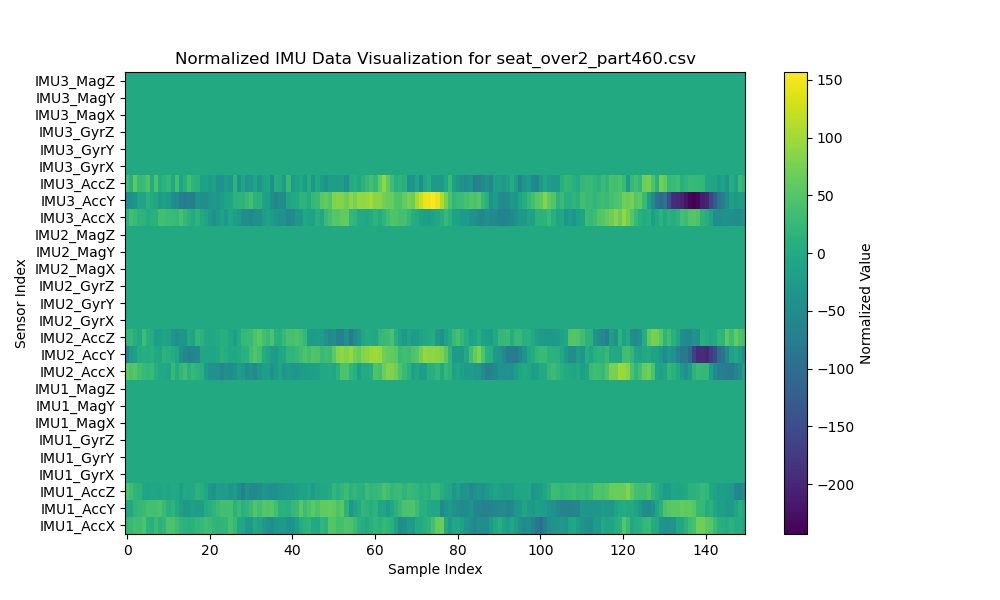 Normalized IMU Data Visualization for seat_over2_part460.csv
IMU3_MagZ
IMU3_MagY
IMU3_MagX
IMU3_GyrZ
IMU3_GyrY
IMU3_GyrX
IMU3_AccZ
IMU3_AccY
IMU3_AccX
IMU2_MagZ
IMU2_MagY
IMU2_MagX
IMU2_GyrZ
IMU2_GyrY
IMU2_GyrX
IMU2_AccZ
IMU2_AccY
IMU2_AccX
IMU1_MagZ
IMU1_MagY
IMU1_MagX
IMU1_GyrZ
IMU1_GyrY
IMU1_GyrX
IMU1_AccZ
IMU1_AccY
IMU1_AccX
Sensor Index
0 20 40 60 80 100 120 140
Sample Index
150
100
50
0
−50
−100
−150
−200
Normalized Value